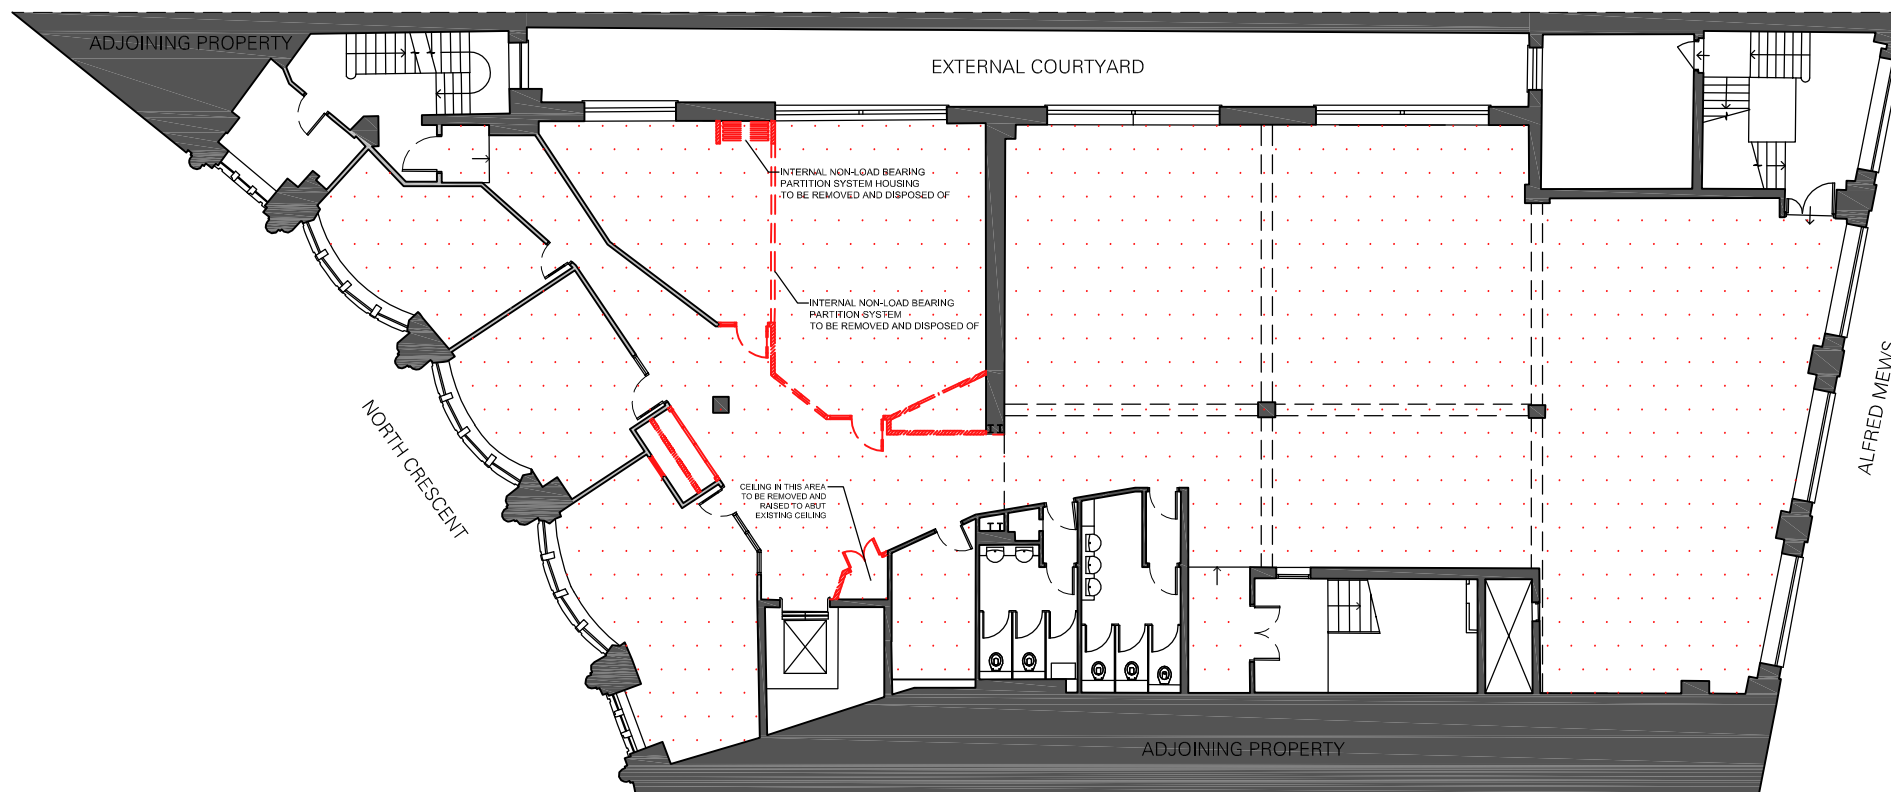 ADJOINING PROPERTY
EXTERNAL COURTYARD
INTERNAL NON-LOAD BEARING
PARTITION SYSTEM HOUSING
TO BE REMOVED AND DISPOSED OF
INTERNAL NON-LOAD BEARING
PARTITION SYSTEM
TO BE REMOVED AND DISPOSED OF
NORTH CRESCENT
ALFRED MEWS
CEILING IN THIS AREA
TO BE REMOVED AND
RAISED TO ABUT
EXISTING CEILING
ADJOINING PROPERTY